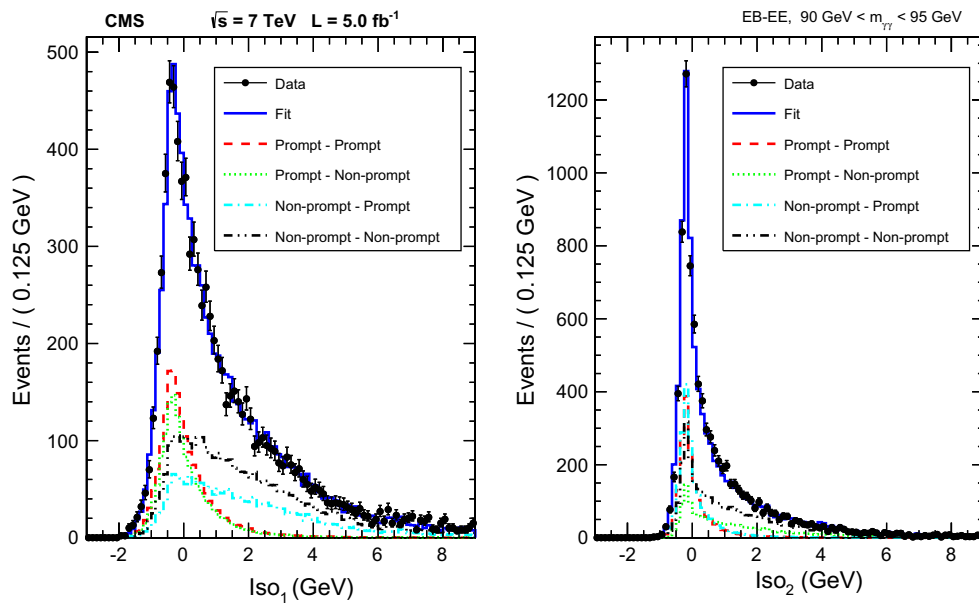 CMS √s = 7 TeV L = 5.0 fb⁻¹
EB-EE, 90 GeV < mγγ < 95 GeV
Events / ( 0.125 GeV )
500
400
300
200
100
0
-2 0 2 4 6 8
Iso₁ (GeV)
Data
Fit
Prompt - Prompt
Prompt - Non-prompt
Non-prompt - Prompt
Non-prompt - Non-prompt
Events / ( 0.125 GeV )
1200
1000
800
600
400
200
0
-2 0 2 4 6 8
Iso₂ (GeV)
Data
Fit
Prompt - Prompt
Prompt - Non-prompt
Non-prompt - Prompt
Non-prompt - Non-prompt